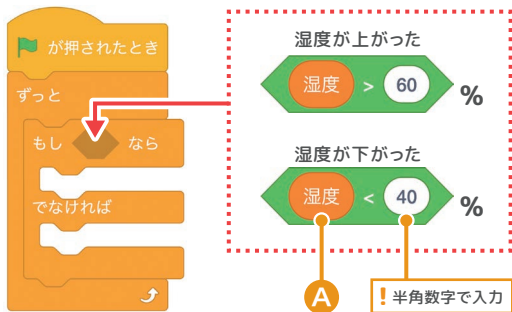 が押されたとき
ずっと
もし なら
でなければ
湿度が上がった
湿度 > 60 %
湿度が下がった
湿度 < 40 %
A
! 半角数字で入力